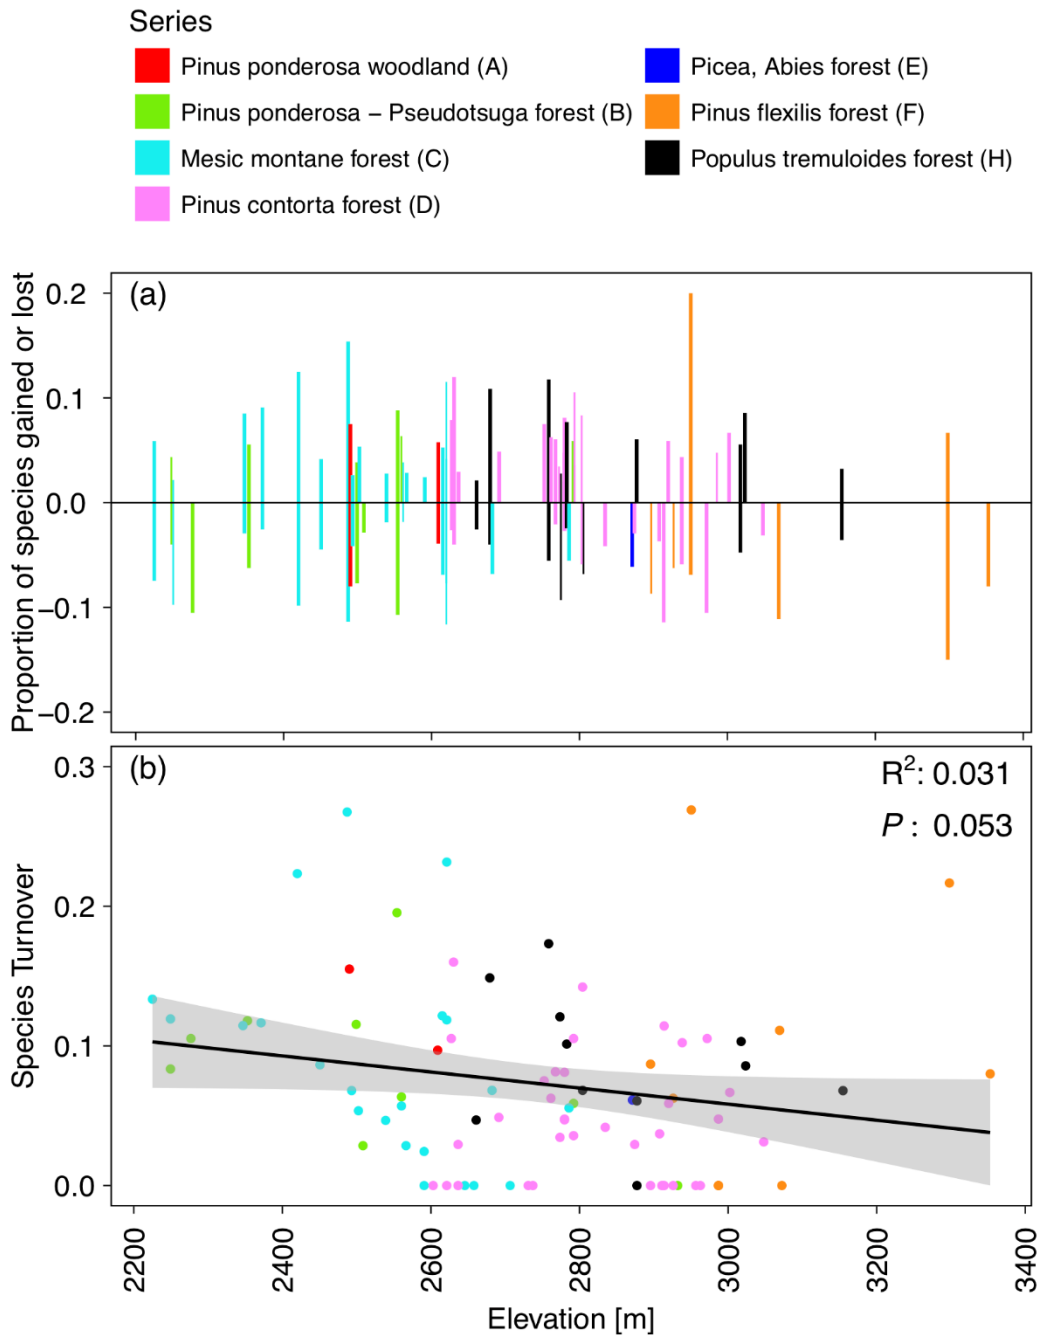 Series
Pinus ponderosa woodland (A)
Pinus ponderosa − Pseudotsuga forest (B)
Mesic montane forest (C)
Pinus contorta forest (D)
Picea, Abies forest (E)
Pinus flexilis forest (F)
Populus tremuloides forest (H)
(a)
Proportion of species gained or lost
0.2
0.1
0.0
−0.1
−0.2
(b)
R²: 0.031
P : 0.053
Species Turnover
0.3
0.2
0.1
0.0
2200
2400
2600
2800
3000
3200
3400
Elevation [m]